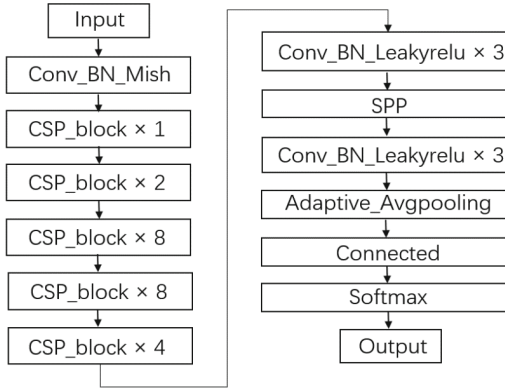 Input
Conv_BN_Mish
CSP_block × 1
CSP_block × 2
CSP_block × 8
CSP_block × 8
CSP_block × 4
Conv_BN_Leakyrelu × 3
SPP
Conv_BN_Leakyrelu × 3
Adaptive_Avgpooling
Connected
Softmax
Output